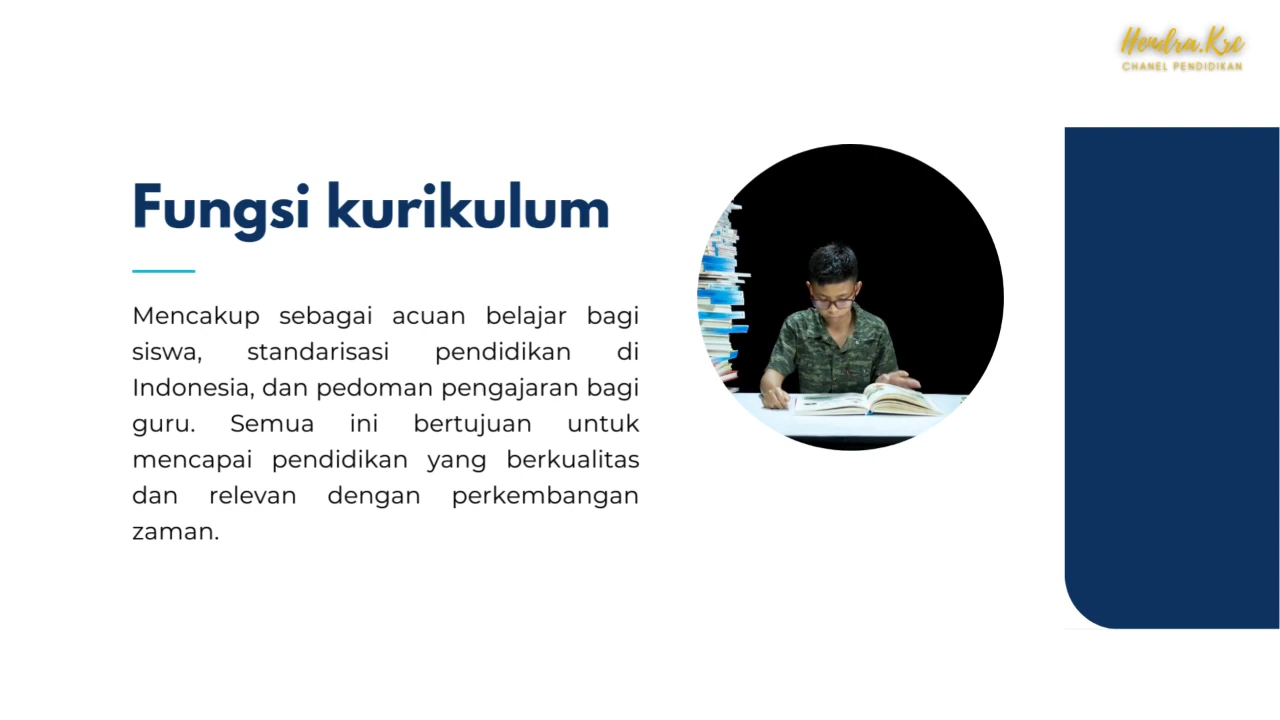 Hendra.Krc
CHANEL PENDIDIKAN
Fungsi kurikulum
Mencakup sebagai acuan belajar bagi
siswa, standarisasi pendidikan di
Indonesia, dan pedoman pengajaran bagi
guru. Semua ini bertujuan untuk
mencapai pendidikan yang berkualitas
dan relevan dengan perkembangan
zaman.